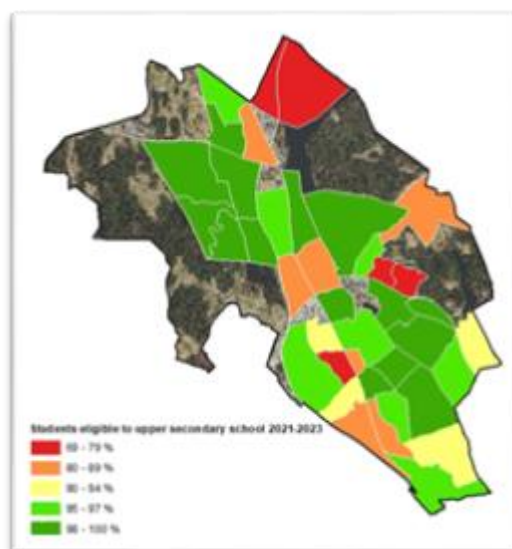 Students eligible to upper secondary school 2021-2023
69 - 79 %
80 - 89 %
90 - 94 %
95 - 97 %
98 - 100 %